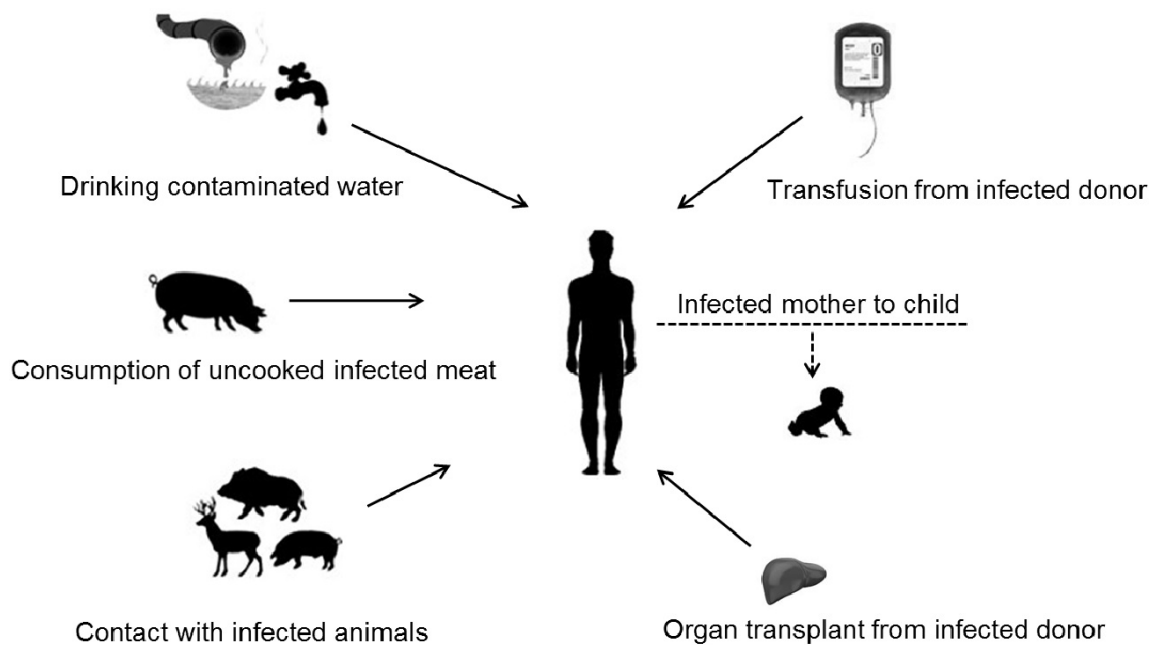 Drinking contaminated water
Transfusion from infected donor
Infected mother to child
Consumption of uncooked infected meat
Contact with infected animals
Organ transplant from infected donor